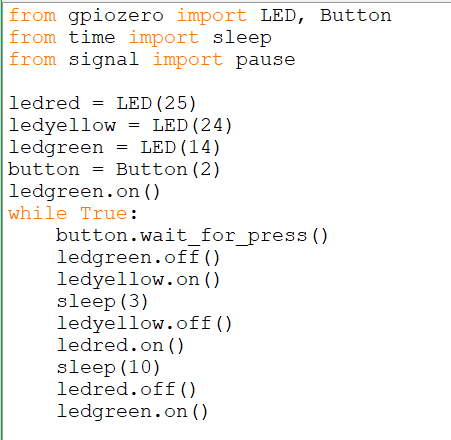 from gpiozero import LED, Button
from time import sleep
from signal import pause

ledred = LED(25)
ledyellow = LED(24)
ledgreen = LED(14)
button = Button(2)
ledgreen.on()
while True:
    button.wait_for_press()
    ledgreen.off()
    ledyellow.on()
    sleep(3)
    ledyellow.off()
    ledred.on()
    sleep(10)
    ledred.off()
    ledgreen.on()